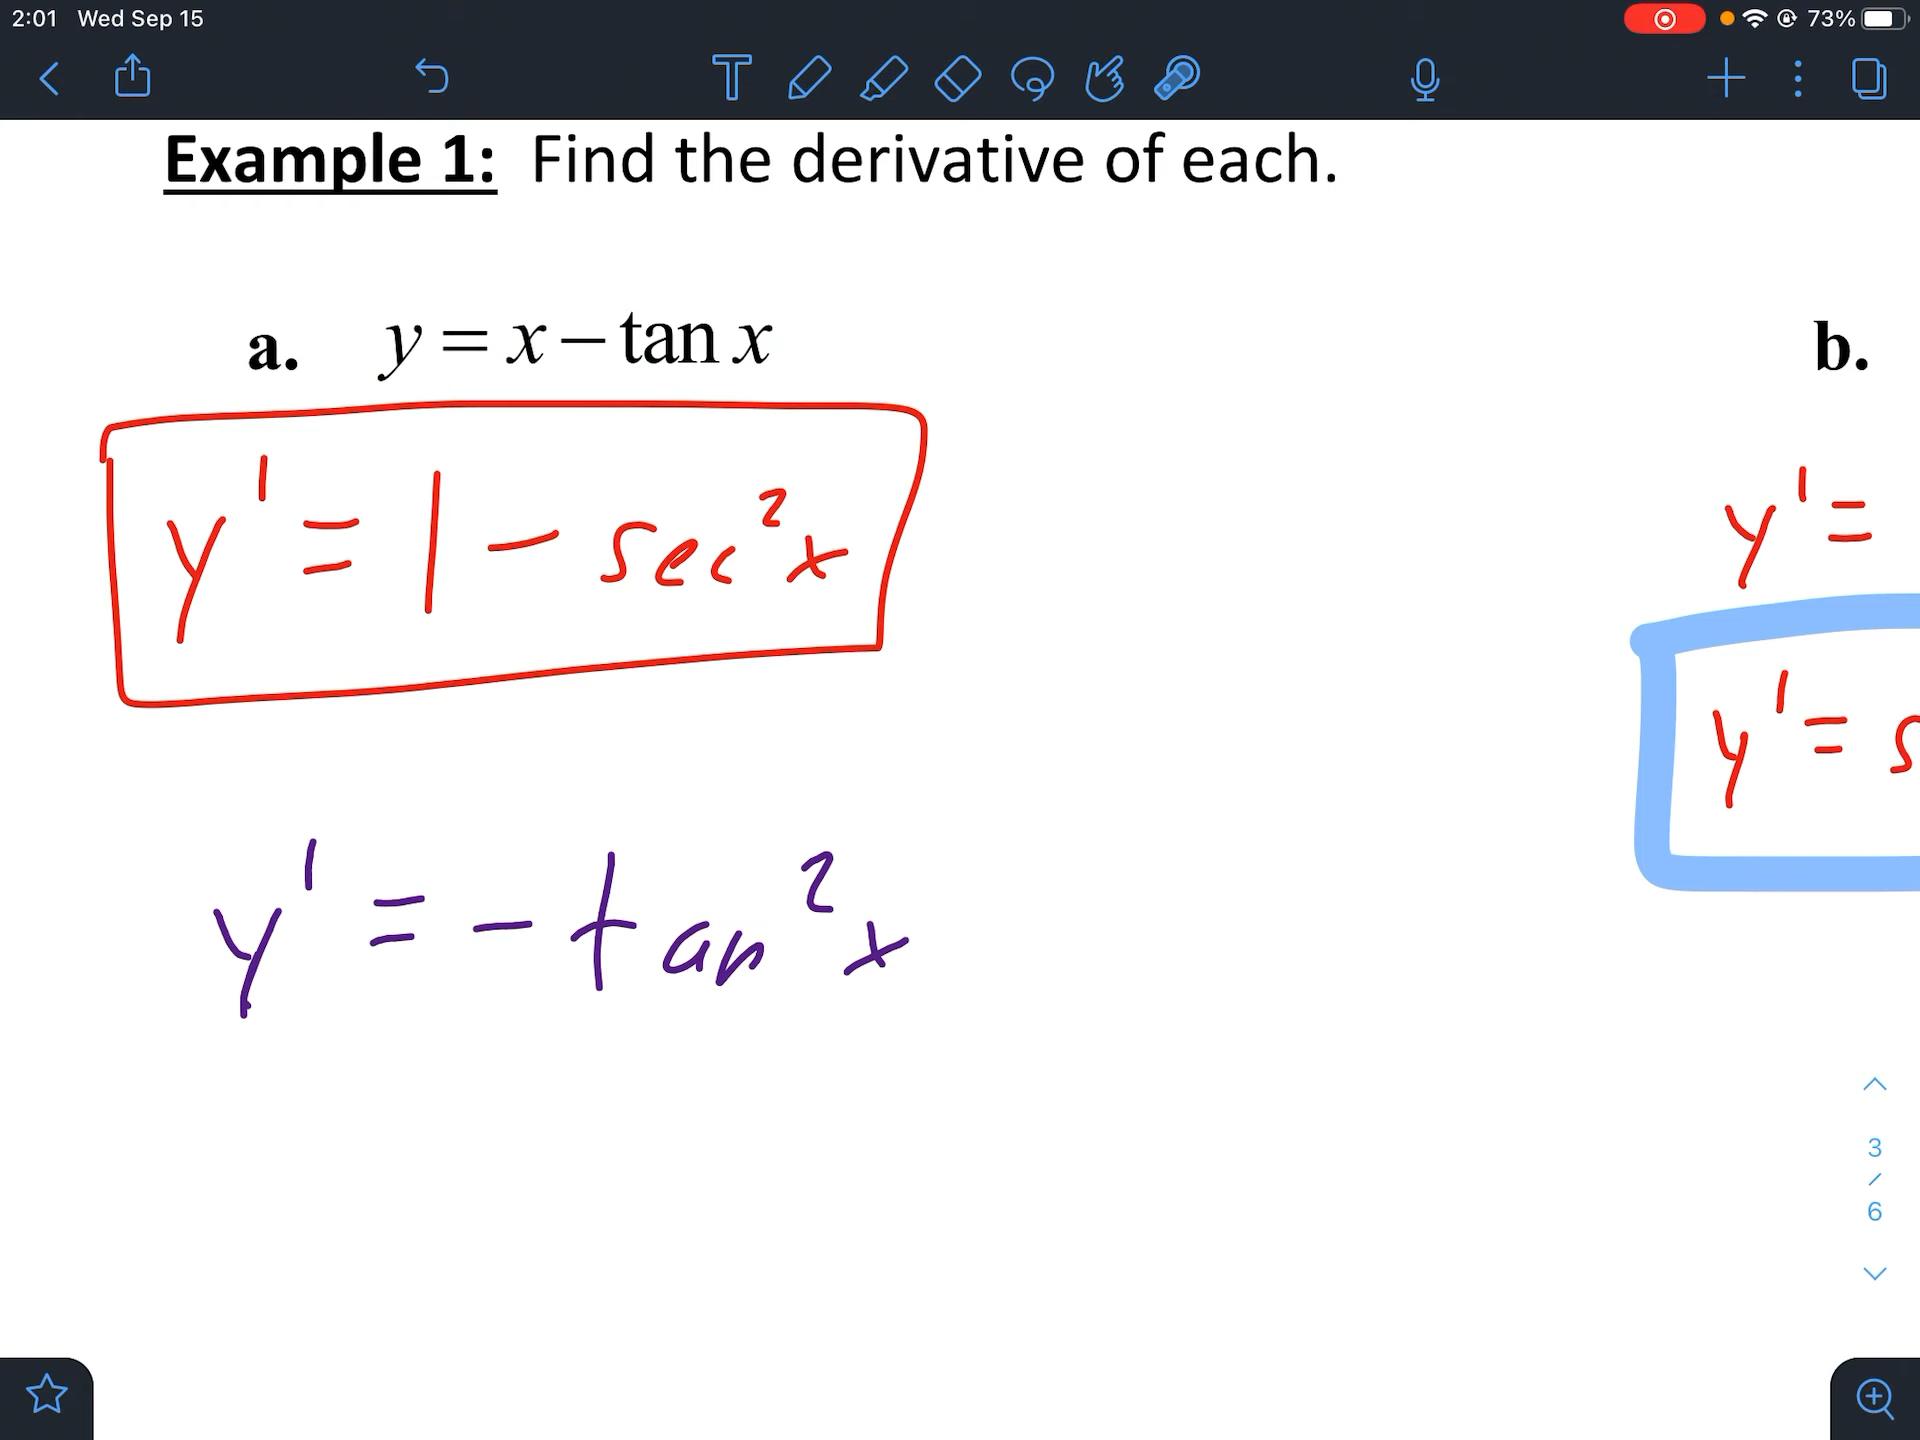 2:01 Wed Sep 15 73%
Example 1: Find the derivative of each.
a. y = x − tan x
b.
y' = 1 − sec²x
y' =
y' = s
y' = − tan²x
3
/
6